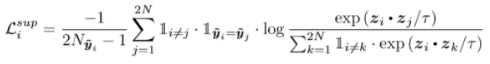 $$\mathcal{L}_i^{sup} = \frac{-1}{2N_{\tilde{\boldsymbol{y}}_i} - 1} \sum_{j=1}^{2N} \mathbb{1}_{i \neq j} \cdot \mathbb{1}_{\tilde{\boldsymbol{y}}_i = \tilde{\boldsymbol{y}}_j} \cdot \log \frac{\exp(\boldsymbol{z}_i \bullet \boldsymbol{z}_j / \tau)}{\sum_{k=1}^{2N} \mathbb{1}_{i \neq k} \cdot \exp(\boldsymbol{z}_i \bullet \boldsymbol{z}_k / \tau)}$$